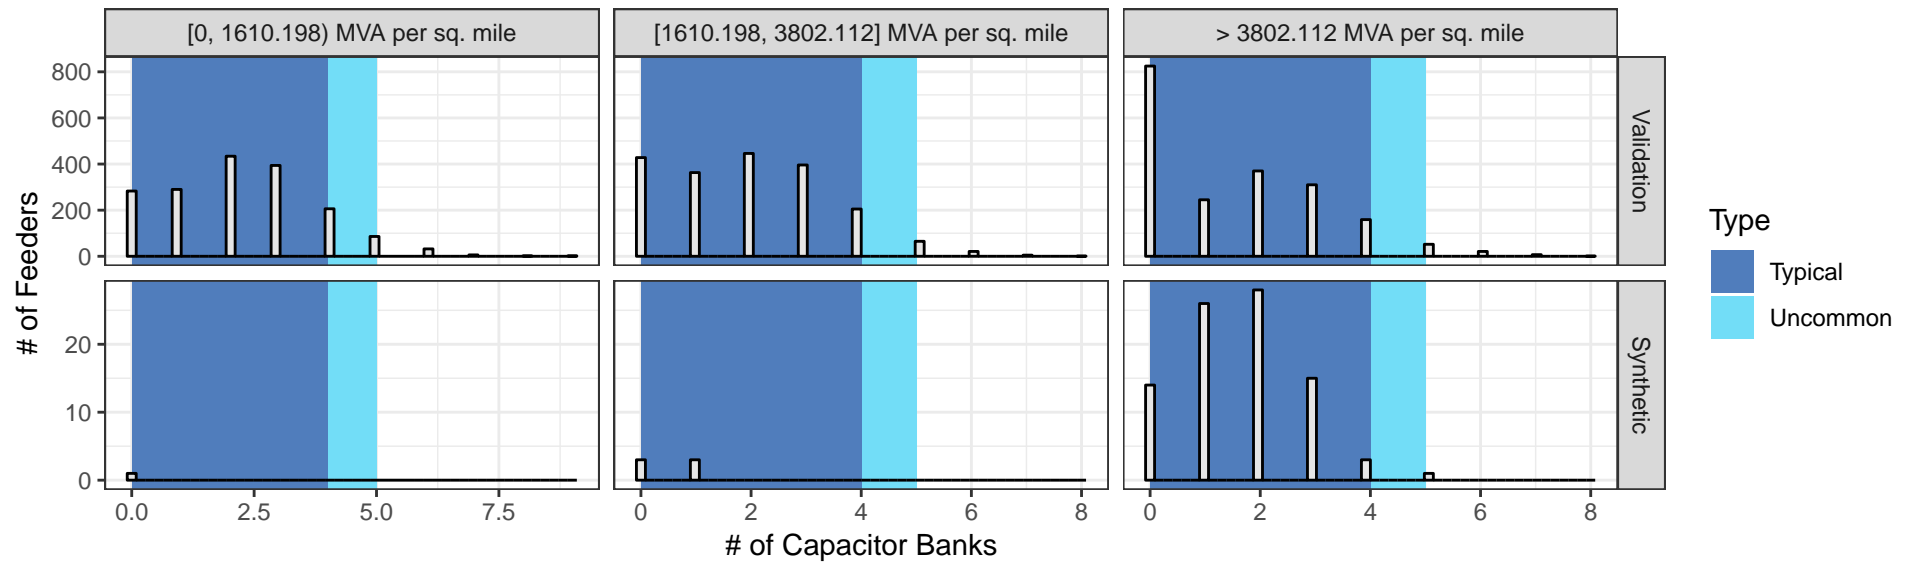 [0, 1610.198) MVA per sq. mile
[1610.198, 3802.112] MVA per sq. mile
> 3802.112 MVA per sq. mile
800
600
400
200
0
Validation
20
10
0
Synthetic
# of Feeders
0.0 2.5 5.0 7.5
0 2 4 6 8
0 2 4 6 8
# of Capacitor Banks
Type
Typical
Uncommon